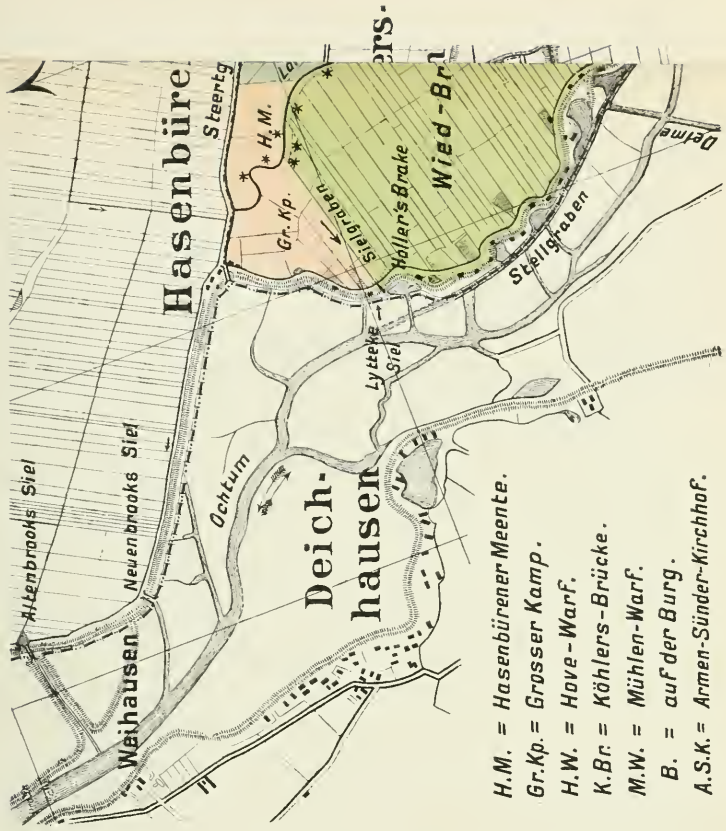 Hasenbüre
Steertg
H.M.
Gr.Kp.
Sielgraben
Holler's Brake
Wied-Br
ers-
Stellgraben
Delme
Lytteke
Siel
Ochtum
Altenbrooks Siel
Neuenbrooks Siel
Weihausen
Deich-
hausen
H.M. = Hasenbürener Meente.
Gr.Kp. = Grosser Kamp.
H.W. = Hove-Warf.
K.Br. = Köhlers-Brücke.
M.W. = Mühlen-Warf.
B. = auf der Burg.
A.S.K. = Armen-Sünder-Kirchhof.